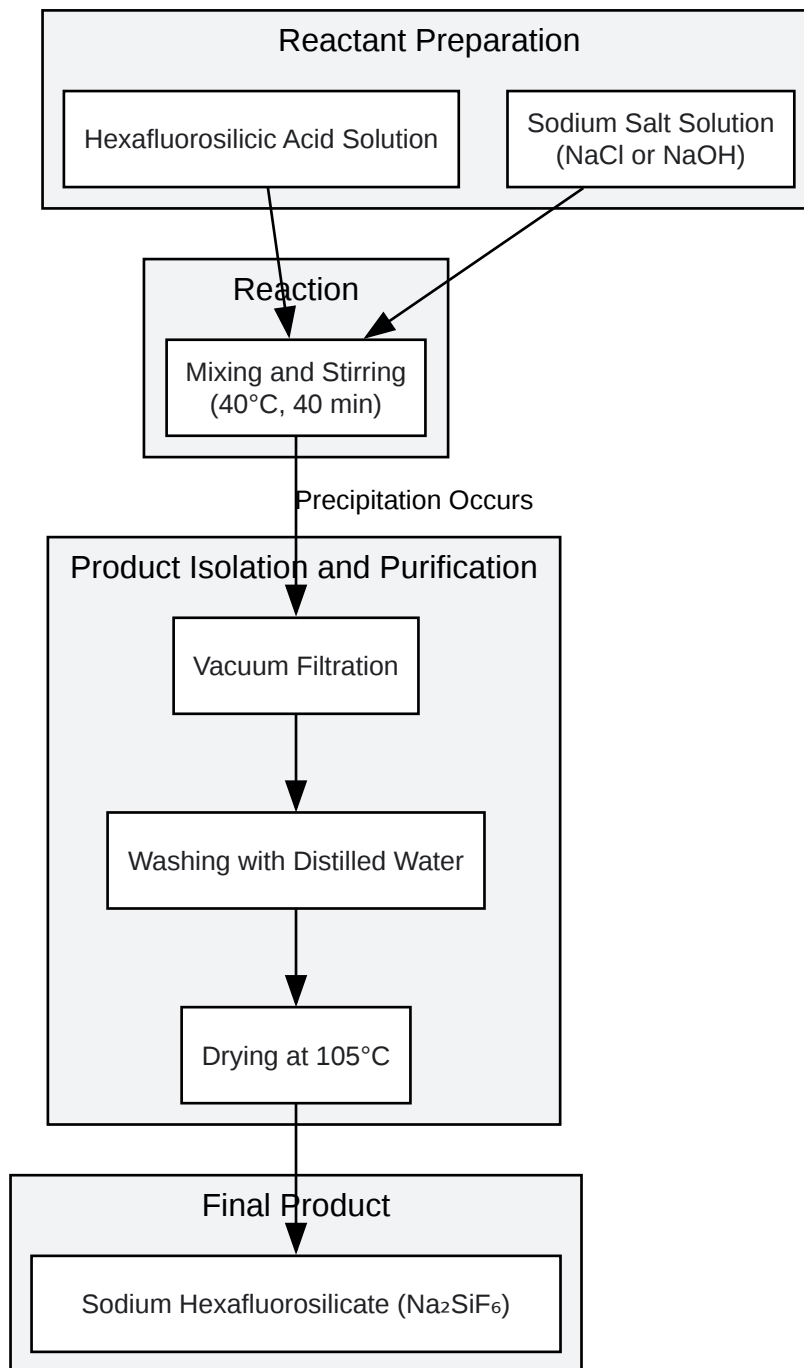 Reactant Preparation
Hexafluorosilicic Acid Solution
Sodium Salt Solution
(NaCl or NaOH)
Reaction
Mixing and Stirring
(40°C, 40 min)
Precipitation Occurs
Product Isolation and Purification
Vacuum Filtration
Washing with Distilled Water
Drying at 105°C
Final Product
Sodium Hexafluorosilicate (Na₂SiF₆)